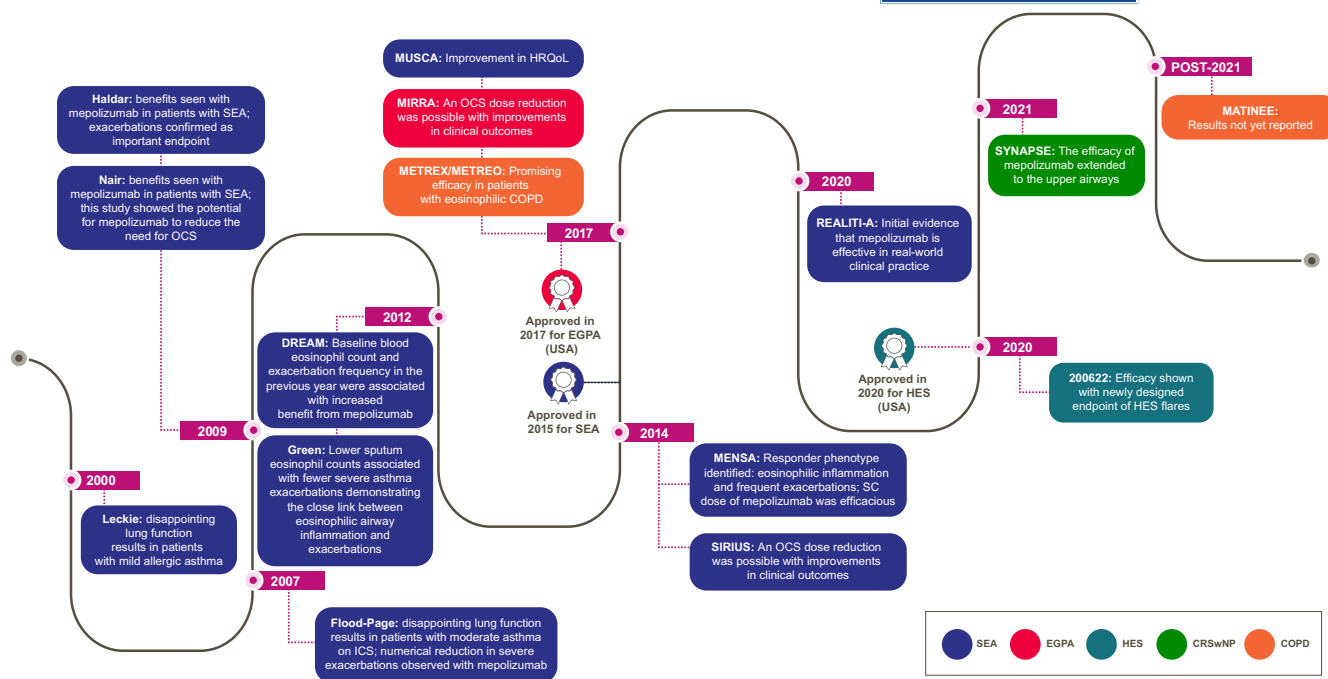 2000
Leckie: disappointing
lung function
results in patients
with mild allergic asthma
2007
Flood-Page: disappointing lung function
results in patients with moderate asthma
on ICS; numerical reduction in severe
exacerbations observed with mepolizumab
Haldar: benefits seen with
mepolizumab in patients with SEA;
exacerbations confirmed as
important endpoint
Nair: benefits seen with
mepolizumab in patients with SEA;
this study showed the potential
for mepolizumab to reduce the
need for OCS
2009
2012
DREAM: Baseline blood
eosinophil count and
exacerbation frequency in the
previous year were associated
with increased
benefit from mepolizumab
Green: Lower sputum
eosinophil counts associated
with fewer severe asthma
exacerbations demonstrating
the close link between
eosinophilic airway
inflammation and
exacerbations
2014
MENSA: Responder phenotype
identified: eosinophilic inflammation
and frequent exacerbations; SC
dose of mepolizumab was efficacious
SIRIUS: An OCS dose reduction
was possible with improvements
in clinical outcomes
Approved in
2015 for SEA
MUSCA: Improvement in HRQoL
MIRRA: An OCS dose reduction
was possible with improvements
in clinical outcomes
METREX/METREO: Promising
efficacy in patients
with eosinophilic COPD
2017
Approved in
2017 for EGPA
(USA)
2020
REALITI-A: Initial evidence
that mepolizumab is
effective in real-world
clinical practice
Approved in
2020 for HES
(USA)
2020
200622: Efficacy shown
with newly designed
endpoint of HES flares
2021
SYNAPSE: The efficacy of
mepolizumab extended
to the upper airways
POST-2021
MATINEE:
Results not yet reported
SEA
EGPA
HES
CRSwNP
COPD